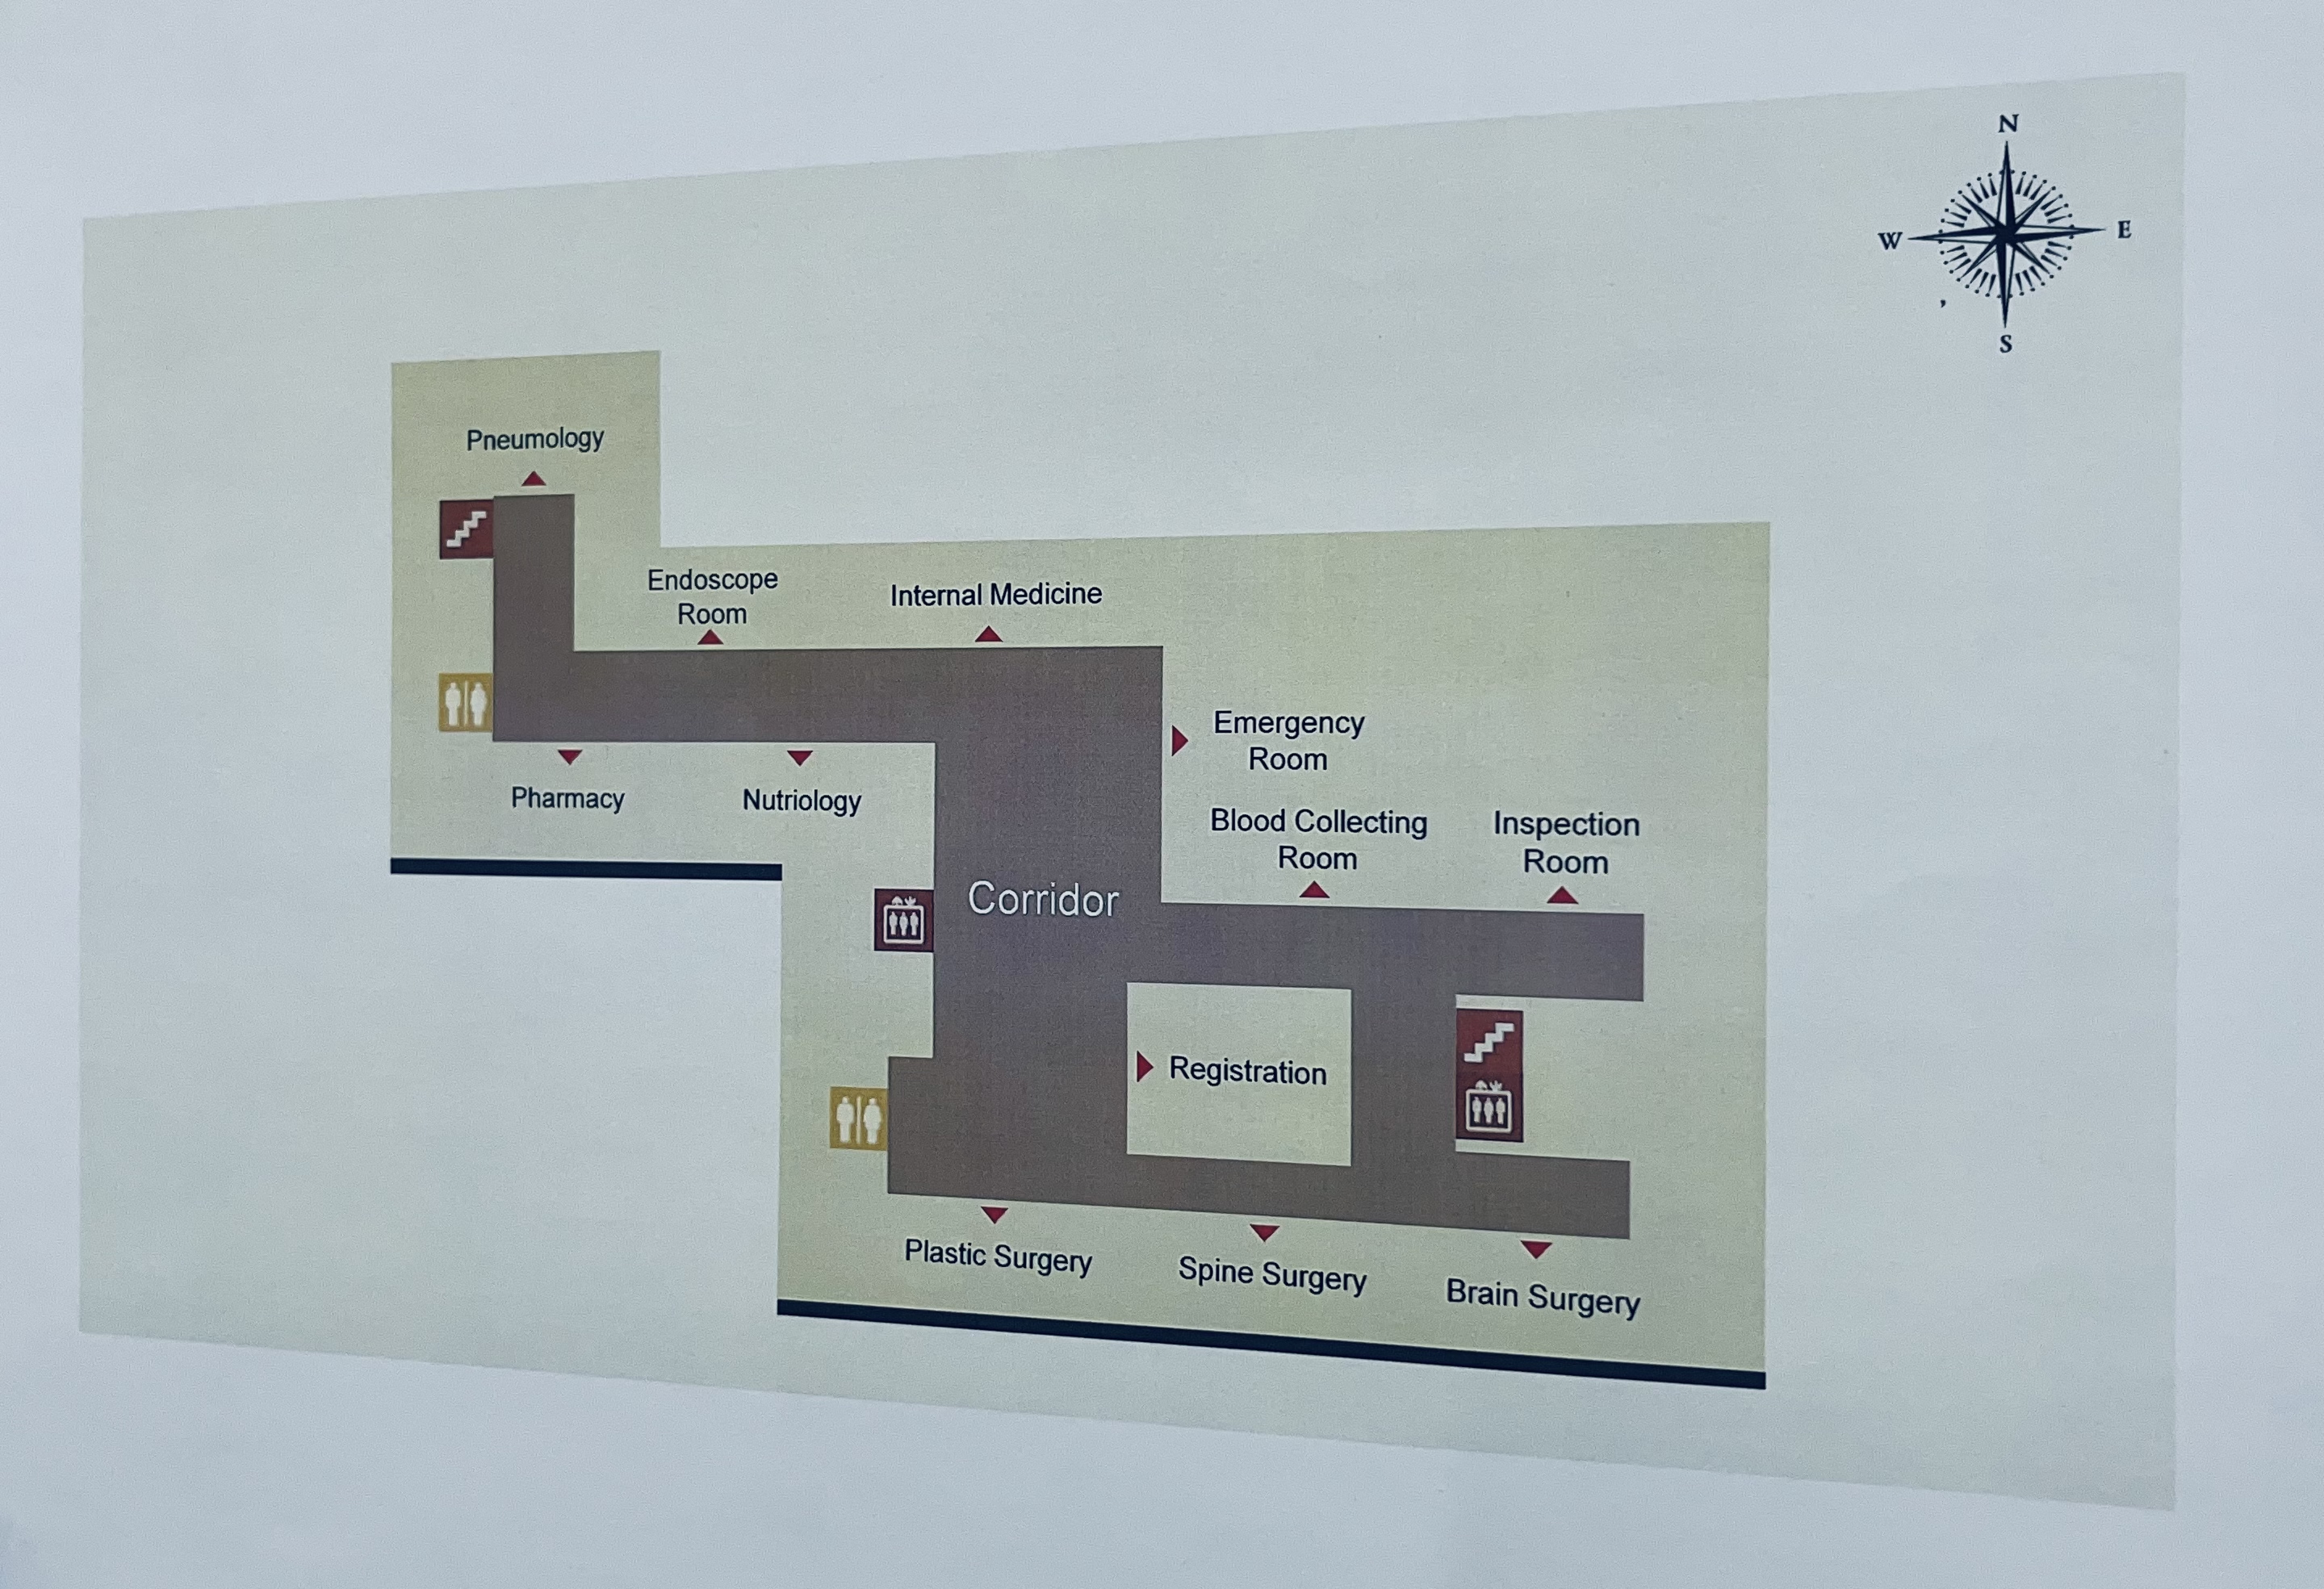 N
W
E
S
Pneumology
Endoscope
Room
Internal Medicine
Emergency
Room
Pharmacy
Nutriology
Blood Collecting
Room
Inspection
Room
Corridor
Registration
Plastic Surgery
Spine Surgery
Brain Surgery